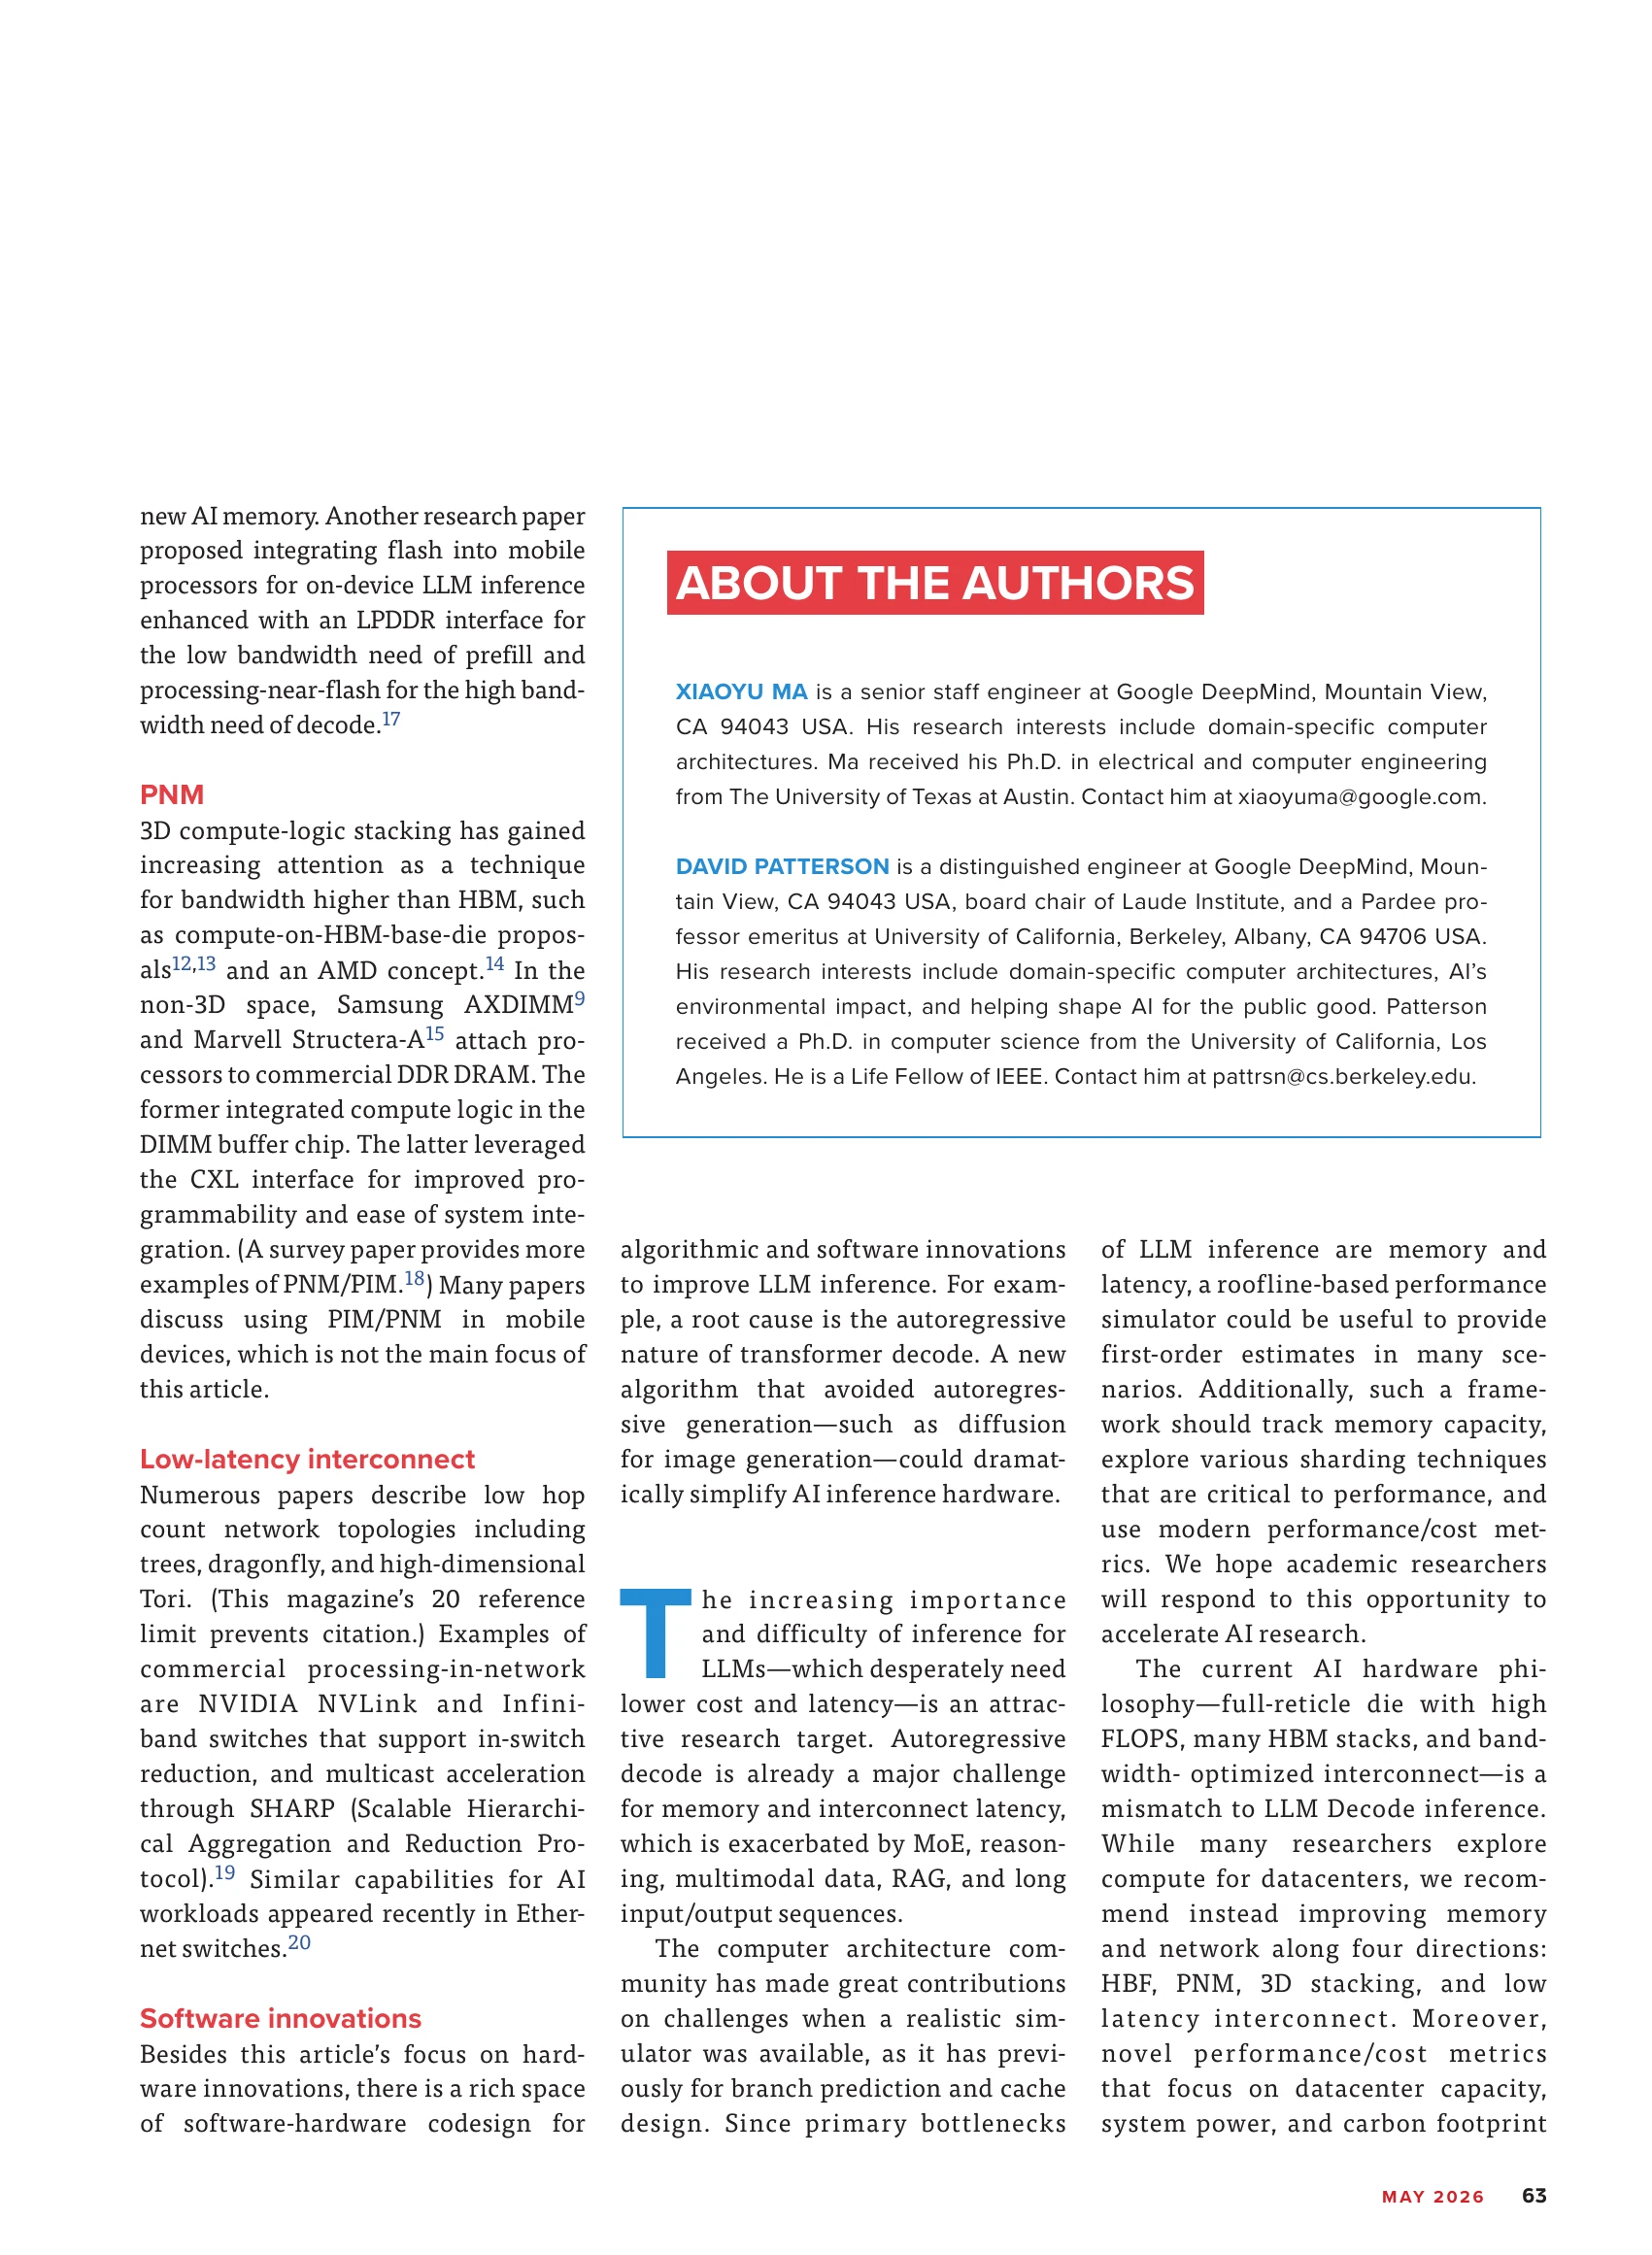 new AI memory. Another research paper
proposed integrating flash into mobile
processors for on-device LLM inference
enhanced with an LPDDR interface for
the low bandwidth need of prefill and
processing-near-flash for the high band-
width need of decode.17
PNM
3D compute-logic stacking has gained
increasing attention as a technique
for bandwidth higher than HBM, such
as compute-on-HBM-base-die propos-
als12,13 and an AMD concept.14 In the
non-3D space, Samsung AXDIMM9
and Marvell Structera-A15 attach pro-
cessors to commercial DDR DRAM. The
former integrated compute logic in the
DIMM buffer chip. The latter leveraged
the CXL interface for improved pro-
grammability and ease of system inte-
gration. (A survey paper provides more
examples of PNM/PIM.18) Many papers
discuss using PIM/PNM in mobile
devices, which is not the main focus of
this article.
Low-latency interconnect
Numerous papers describe low hop
count network topologies including
trees, dragonfly, and high-dimensional
Tori. (This magazine's 20 reference
limit prevents citation.) Examples of
commercial processing-in-network
are NVIDIA NVLink and Infini-
band switches that support in-switch
reduction, and multicast acceleration
through SHARP (Scalable Hierarchi-
cal Aggregation and Reduction Pro-
tocol).19 Similar capabilities for AI
workloads appeared recently in Ether-
net switches.20
Software innovations
Besides this article's focus on hard-
ware innovations, there is a rich space
of software-hardware codesign for
ABOUT THE AUTHORS
XIAOYU MA is a senior staff engineer at Google DeepMind, Mountain View,
CA 94043 USA. His research interests include domain-specific computer
architectures. Ma received his Ph.D. in electrical and computer engineering
from The University of Texas at Austin. Contact him at xiaoyuma@google.com.
DAVID PATTERSON is a distinguished engineer at Google DeepMind, Moun-
tain View, CA 94043 USA, board chair of Laude Institute, and a Pardee pro-
fessor emeritus at University of California, Berkeley, Albany, CA 94706 USA.
His research interests include domain-specific computer architectures, AI's
environmental impact, and helping shape AI for the public good. Patterson
received a Ph.D. in computer science from the University of California, Los
Angeles. He is a Life Fellow of IEEE. Contact him at pattrsn@cs.berkeley.edu.
algorithmic and software innovations
to improve LLM inference. For exam-
ple, a root cause is the autoregressive
nature of transformer decode. A new
algorithm that avoided autoregres-
sive generation—such as diffusion
for image generation—could dramat-
ically simplify AI inference hardware.
The increasing importance
and difficulty of inference for
LLMs—which desperately need
lower cost and latency—is an attrac-
tive research target. Autoregressive
decode is already a major challenge
for memory and interconnect latency,
which is exacerbated by MoE, reason-
ing, multimodal data, RAG, and long
input/output sequences.
The computer architecture com-
munity has made great contributions
on challenges when a realistic sim-
ulator was available, as it has previ-
ously for branch prediction and cache
design. Since primary bottlenecks
of LLM inference are memory and
latency, a roofline-based performance
simulator could be useful to provide
first-order estimates in many sce-
narios. Additionally, such a frame-
work should track memory capacity,
explore various sharding techniques
that are critical to performance, and
use modern performance/cost met-
rics. We hope academic researchers
will respond to this opportunity to
accelerate AI research.
The current AI hardware phi-
losophy—full-reticle die with high
FLOPS, many HBM stacks, and band-
width- optimized interconnect—is a
mismatch to LLM Decode inference.
While many researchers explore
compute for datacenters, we recom-
mend instead improving memory
and network along four directions:
HBF, PNM, 3D stacking, and low
latency interconnect. Moreover,
novel performance/cost metrics
that focus on datacenter capacity,
system power, and carbon footprint
MAY 2026 63